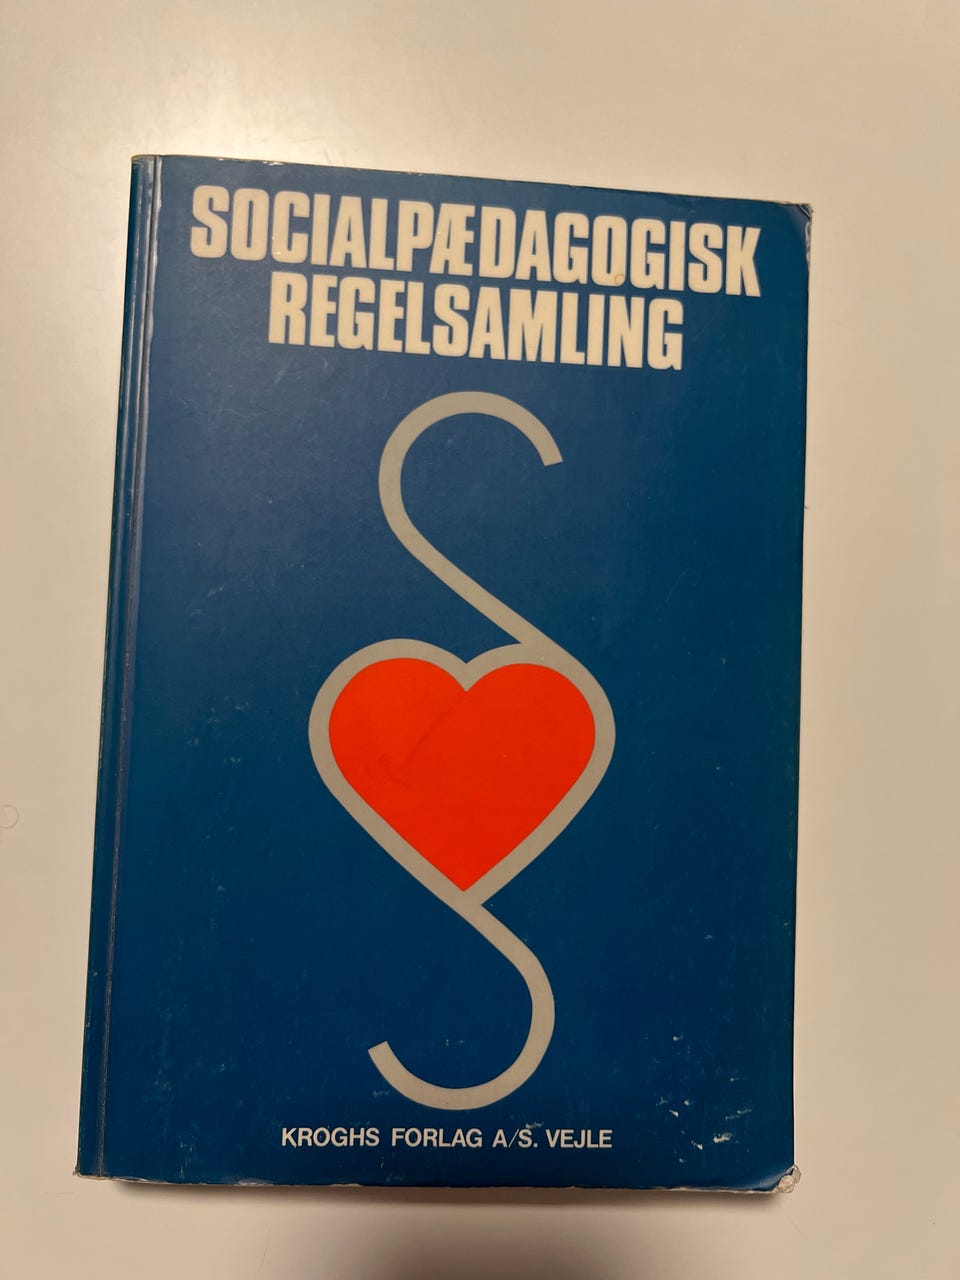 SOCIALPÆDAGOGISK
REGELSAMLING
KROGHS FORLAG A/S. VEJLE